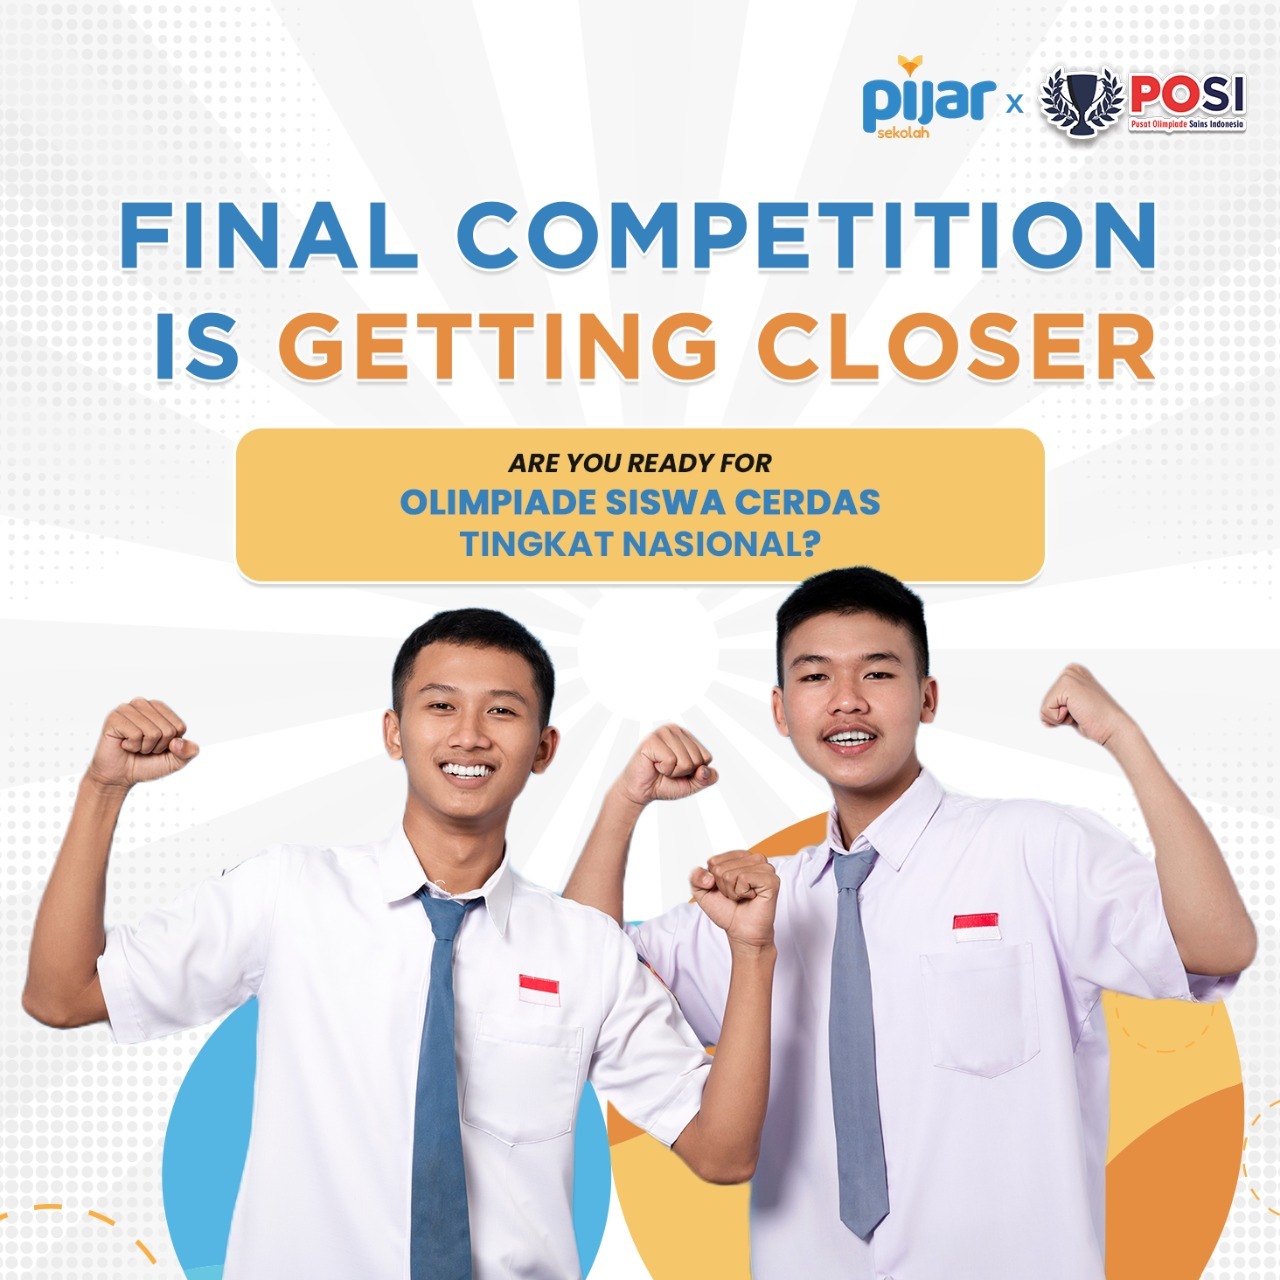 pijar
sekolah
x
POSI
Pusat Olimpiade Sains Indonesia
FINAL COMPETITION
IS GETTING CLOSER
ARE YOU READY FOR
OLIMPIADE SISWA CERDAS
TINGKAT NASIONAL?